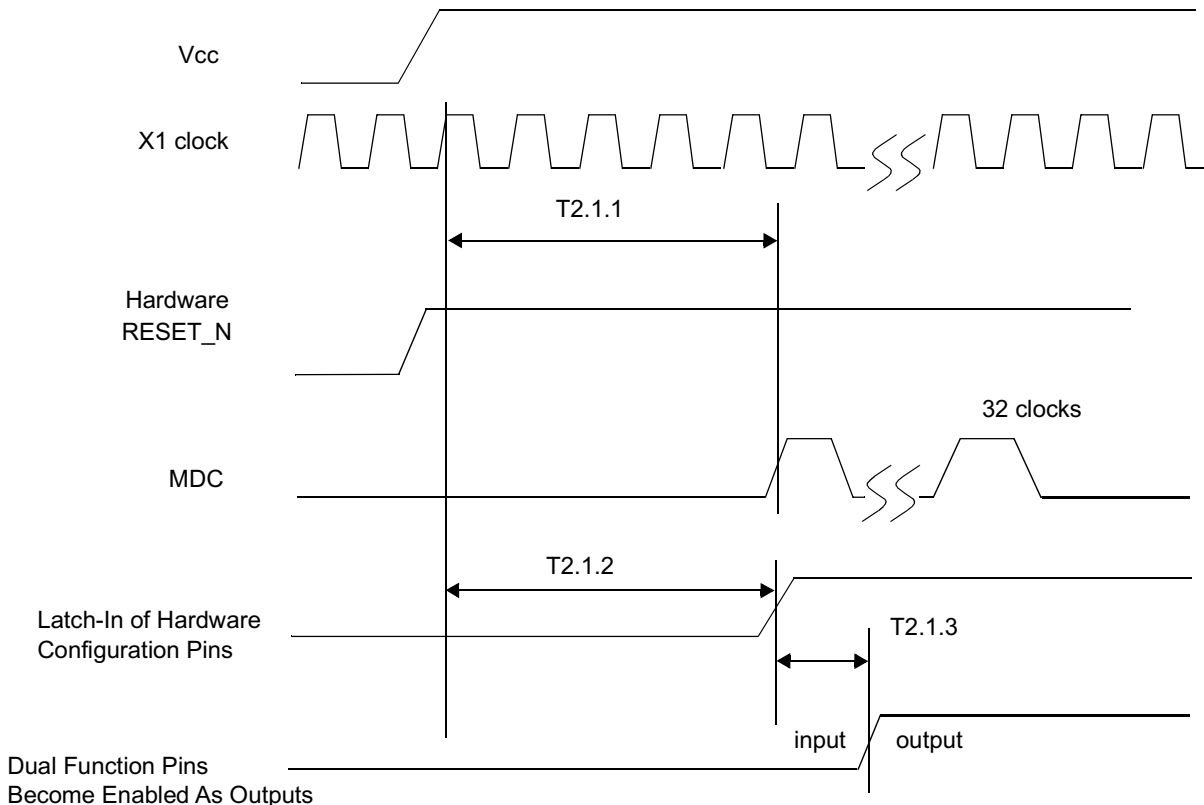 Vcc
X1 clock
T2.1.1
Hardware
RESET_N
32 clocks
MDC
T2.1.2
Latch-In of Hardware
Configuration Pins
T2.1.3
input
output
Dual Function Pins
Become Enabled As Outputs